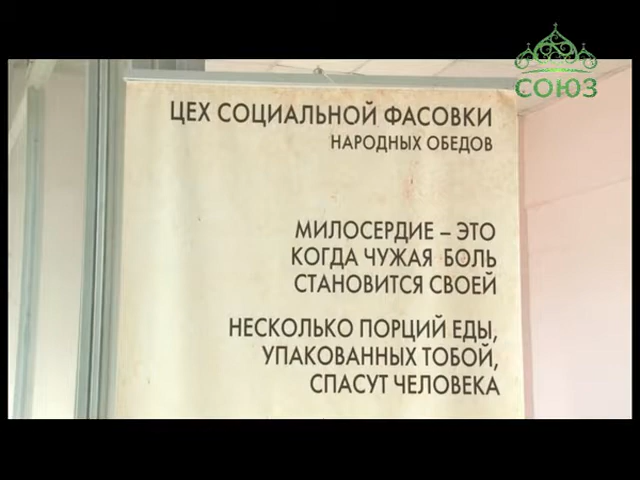 СОЮЗ
ЦЕХ СОЦИАЛЬНОЙ ФАСОВКИ
НАРОДНЫХ ОБЕДОВ
МИЛОСЕРДИЕ – ЭТО
КОГДА ЧУЖАЯ БОЛЬ
СТАНОВИТСЯ СВОЕЙ
НЕСКОЛЬКО ПОРЦИЙ ЕДЫ,
УПАКОВАННЫХ ТОБОЙ,
СПАСУТ ЧЕЛОВЕКА